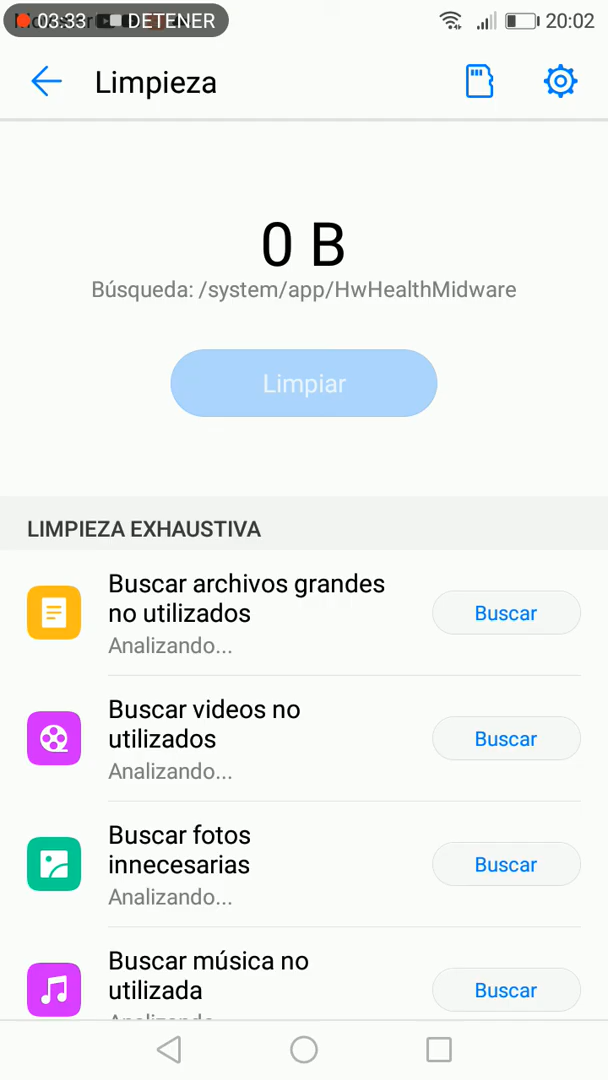 03:33 DETENER 20:02
Limpieza
0 B
Búsqueda: /system/app/HwHealthMidware
Limpiar
LIMPIEZA EXHAUSTIVA
Buscar archivos grandes
no utilizados
Buscar
Analizando...
Buscar videos no
utilizados
Buscar
Analizando...
Buscar fotos
innecesarias
Buscar
Analizando...
Buscar música no
utilizada
Buscar
Analizando...